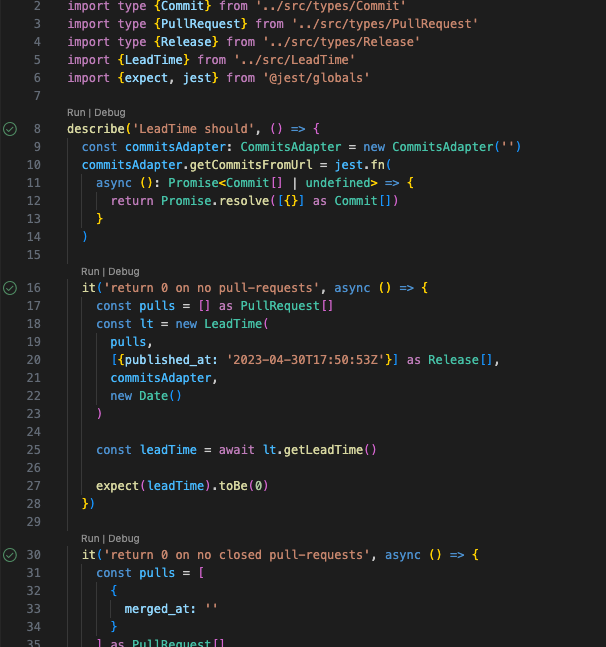 2 import type {Commit} from '../src/types/Commit'
3 import type {PullRequest} from '../src/types/PullRequest'
4 import type {Release} from '../src/types/Release'
5 import {LeadTime} from '../src/LeadTime'
6 import {expect, jest} from '@jest/globals'
7
Run | Debug
8 describe('LeadTime should', () => {
9 const commitsAdapter: CommitsAdapter = new CommitsAdapter('')
10 commitsAdapter.getCommitsFromUrl = jest.fn(
11 async (): Promise<Commit[] | undefined> => {
12 return Promise.resolve([{}] as Commit[])
13 }
14 )
15
Run | Debug
16 it('return 0 on no pull-requests', async () => {
17 const pulls = [] as PullRequest[]
18 const lt = new LeadTime(
19 pulls,
20 [{published_at: '2023-04-30T17:50:53Z'}] as Release[],
21 commitsAdapter,
22 new Date()
23 )
24
25 const leadTime = await lt.getLeadTime()
26
27 expect(leadTime).toBe(0)
28 })
29
Run | Debug
30 it('return 0 on no closed pull-requests', async () => {
31 const pulls = [
32 {
33 merged_at: ''
34 }
35 ] as PullRequest[]